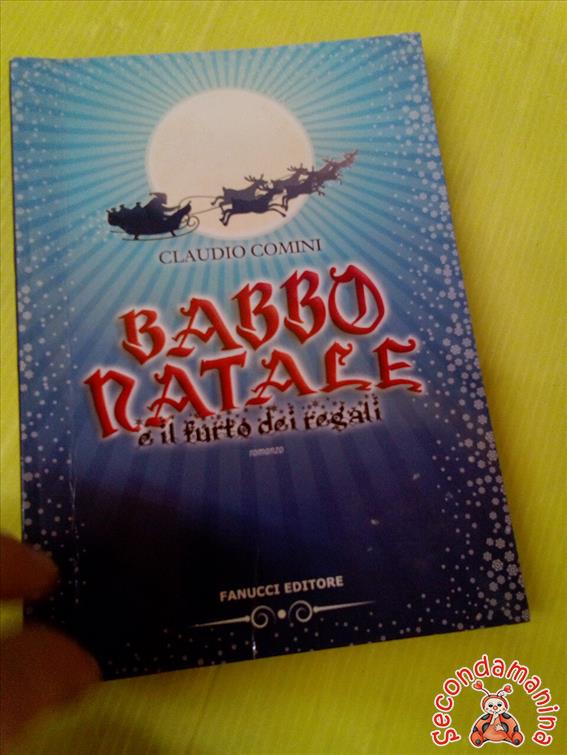 CLAUDIO COMINI
BABBO
NATALE
e il furto dei regali
romanzo
FANUCCI EDITORE
Secondamanina